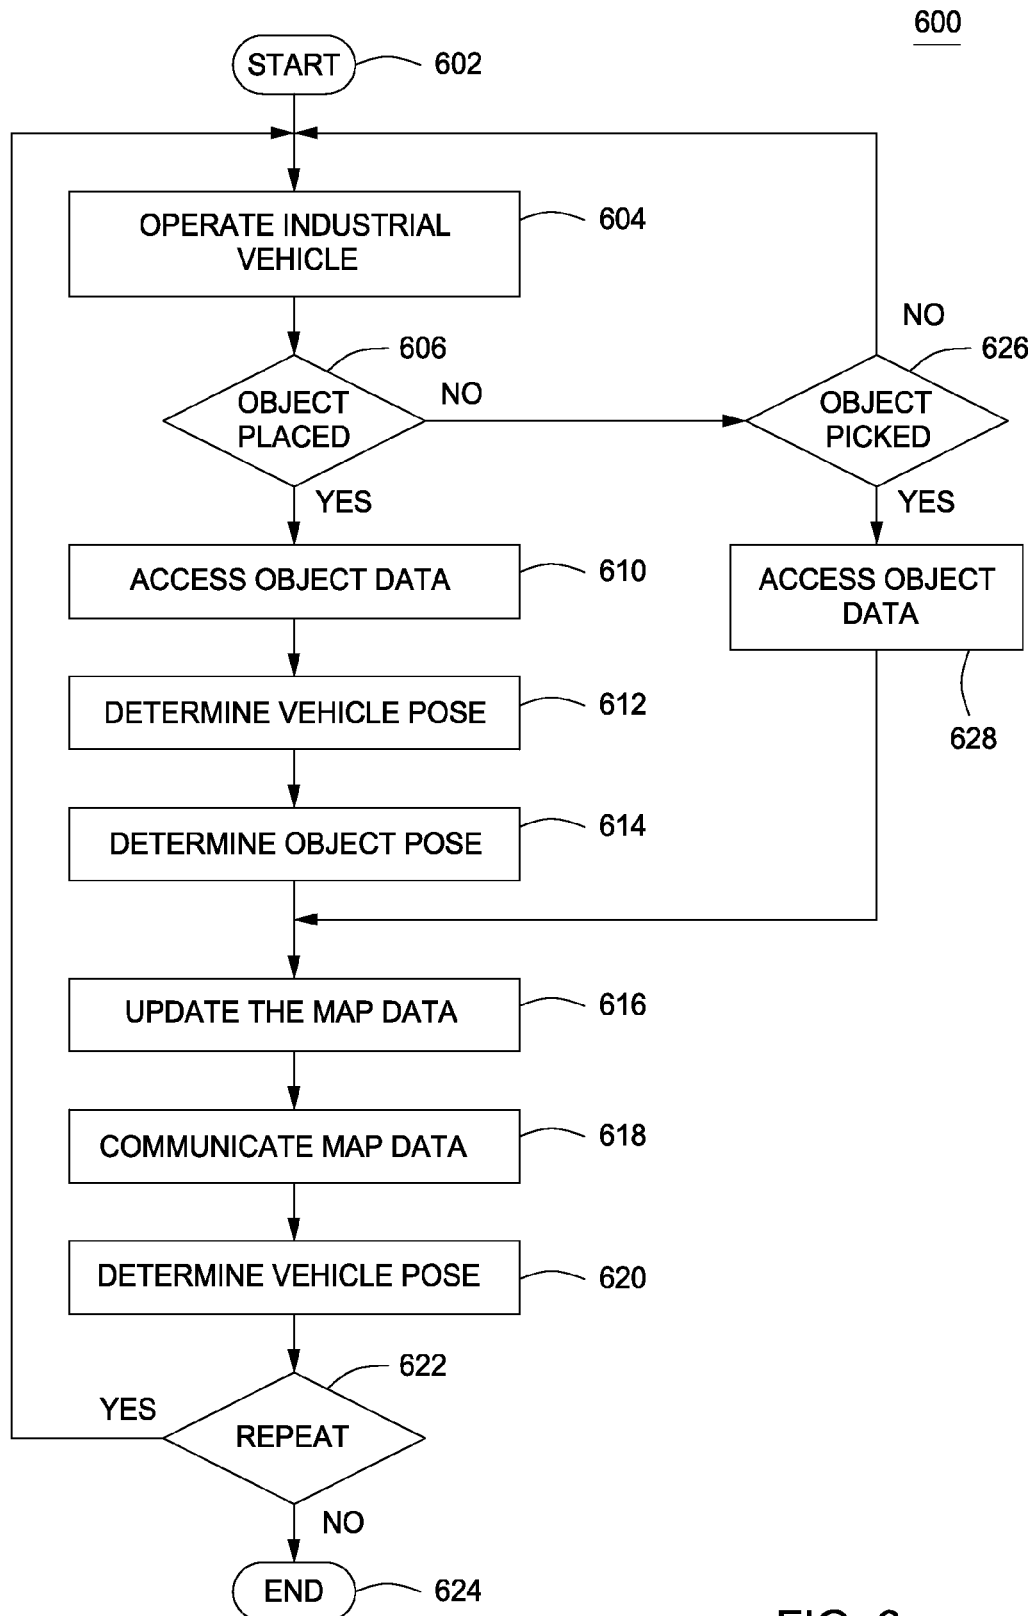 600
START
602
OPERATE INDUSTRIAL
VEHICLE
604
606
OBJECT
PLACED
NO
NO
626
OBJECT
PICKED
YES
YES
ACCESS OBJECT DATA
610
ACCESS OBJECT
DATA
628
DETERMINE VEHICLE POSE
612
DETERMINE OBJECT POSE
614
UPDATE THE MAP DATA
616
COMMUNICATE MAP DATA
618
DETERMINE VEHICLE POSE
620
622
YES
REPEAT
NO
END
624